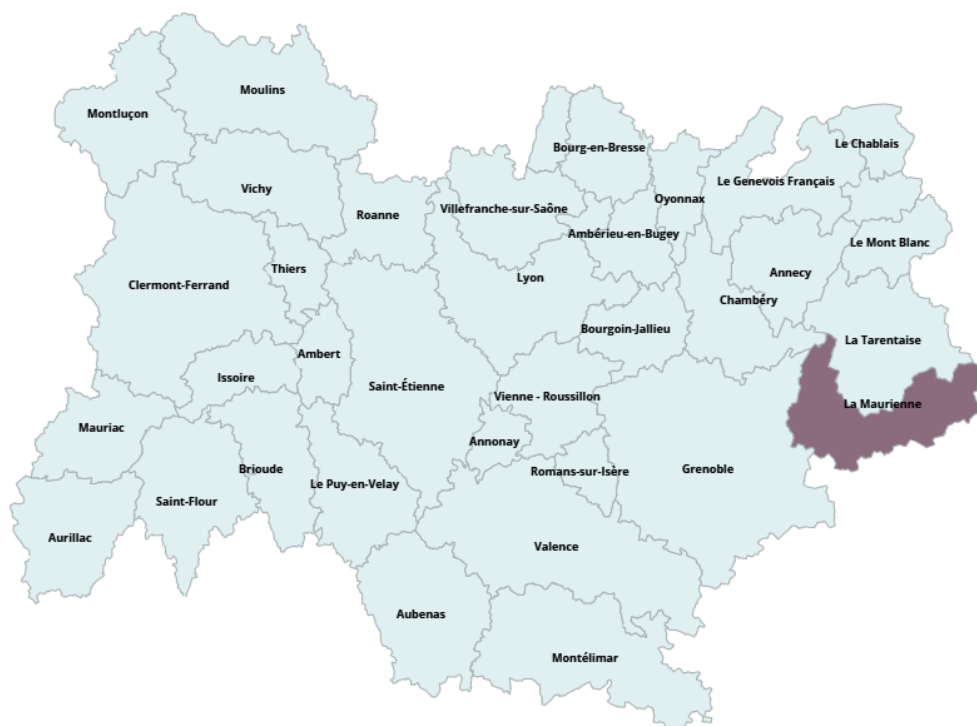 Moulins
Montluçon
Le Chablais
Bourg-en-Bresse
Le Genevois Français
Vichy
Oyonnax
Villefranche-sur-Saône
Roanne
Ambérieu-en-Bugey
Le Mont Blanc
Thiers
Annecy
Lyon
Clermont-Ferrand
Chambéry
Bourgoin-Jallieu
La Tarentaise
Ambert
Issoire
Saint-Étienne
Vienne - Roussillon
La Maurienne
Mauriac
Annonay
Brioude
Grenoble
Romans-sur-Isère
Le Puy-en-Velay
Saint-Flour
Aurillac
Valence
Aubenas
Montélimar